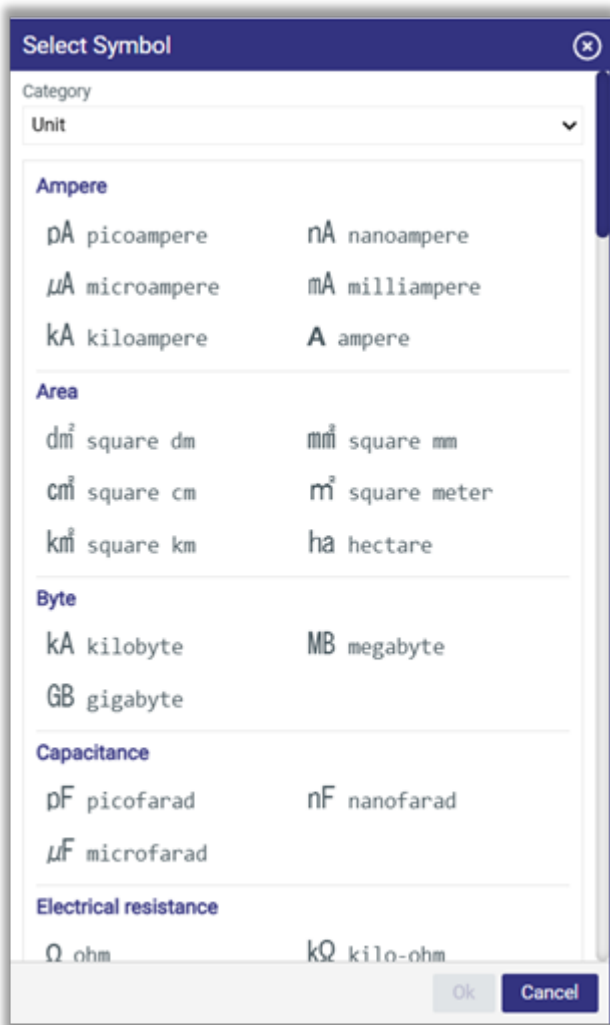 Select Symbol
Category
Unit
Ampere
pA picoampere nA nanoampere
μA microampere mA milliampere
kA kiloampere A ampere
Area
dm² square dm mm² square mm
cm² square cm m² square meter
km² square km ha hectare
Byte
kA kilobyte MB megabyte
GB gigabyte
Capacitance
pF picofarad nF nanofarad
μF microfarad
Electrical resistance
Ω ohm kΩ kilo-ohm
Ok Cancel